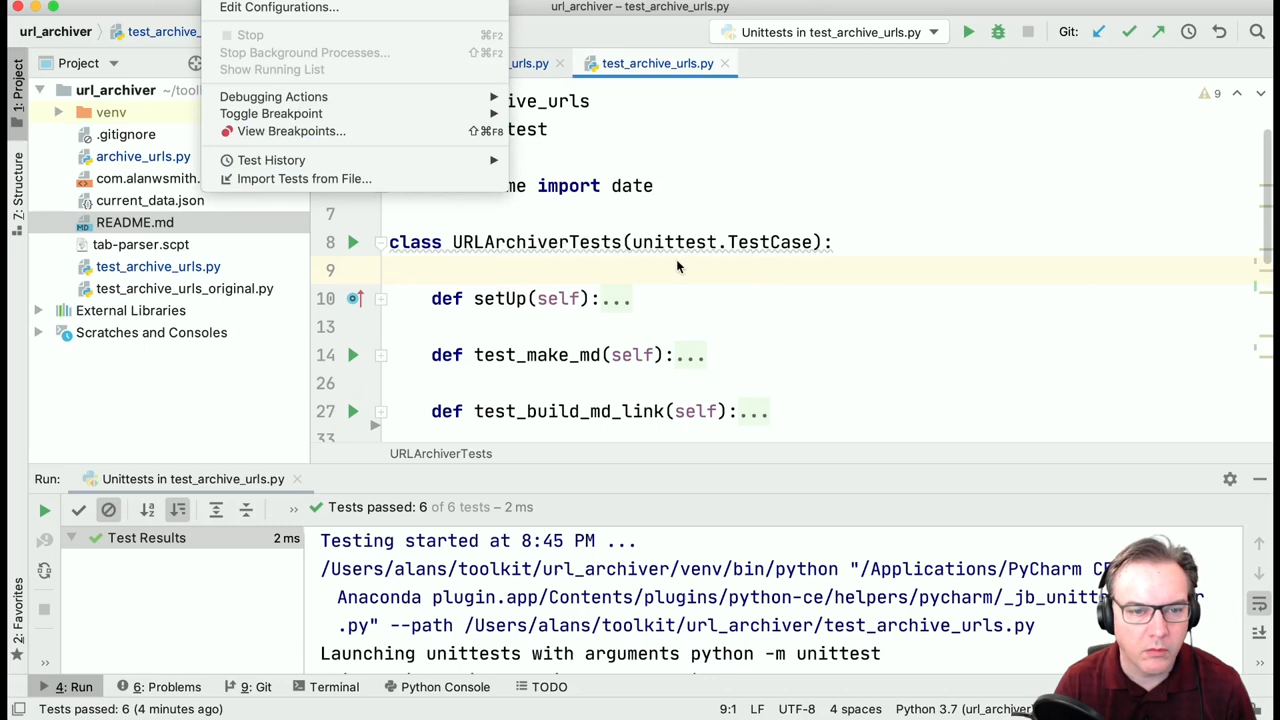 url_archiver – test_archive_urls.py
url_archiver
test_archive_
Unittests in test_archive_urls.py
Git:
Edit Configurations...
Stop ⌘F2
Stop Background Processes... ⇧⌘F2
Show Running List
Debugging Actions
Toggle Breakpoint
View Breakpoints... ⇧⌘F8
Test History
Import Tests from File...
1: Project
7: Structure
2: Favorites
Project
url_archiver ~/tool
venv
.gitignore
archive_urls.py
com.alanwsmith.
current_data.json
README.md
tab-parser.scpt
test_archive_urls.py
test_archive_urls_original.py
External Libraries
Scratches and Consoles
_urls.py
test_archive_urls.py
9
ive_urls
test
me import date
7
8 class URLArchiverTests(unittest.TestCase):
9
10 def setUp(self):...
13
14 def test_make_md(self):...
26
27 def test_build_md_link(self):...
33
URLArchiverTests
Run: Unittests in test_archive_urls.py
Tests passed: 6 of 6 tests – 2 ms
Test Results 2 ms
Testing started at 8:45 PM ...
/Users/alans/toolkit/url_archiver/venv/bin/python "/Applications/PyCharm CE
Anaconda plugin.app/Contents/plugins/python-ce/helpers/pycharm/_jb_unitt
.py" --path /Users/alans/toolkit/url_archiver/test_archive_urls.py
Launching unittests with arguments python -m unittest
4: Run
6: Problems
9: Git
Terminal
Python Console
TODO
Tests passed: 6 (4 minutes ago)
9:1 LF UTF-8 4 spaces Python 3.7 (url_archiver)